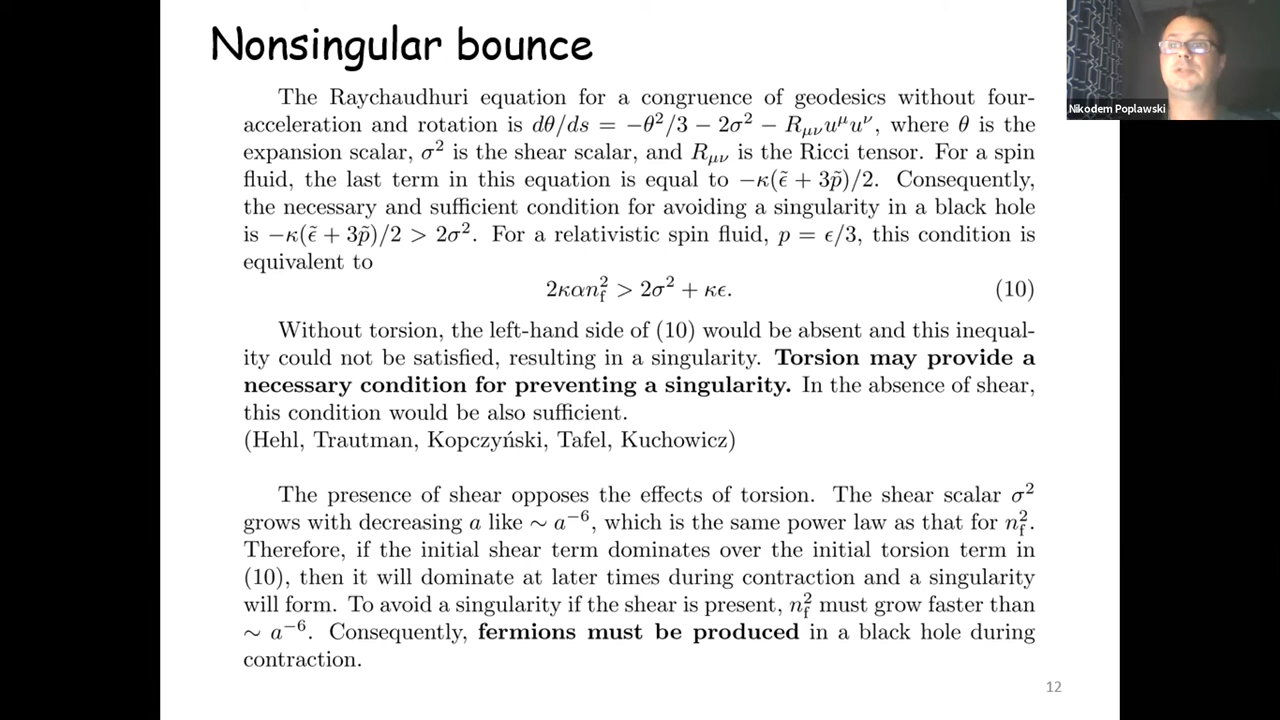 Nonsingular bounce
Nikodem Poplawski
The Raychaudhuri equation for a congruence of geodesics without four-
acceleration and rotation is dθ/ds = −θ²/3 − 2σ² − R_{μν}u^μu^ν, where θ is the
expansion scalar, σ² is the shear scalar, and R_{μν} is the Ricci tensor. For a spin
fluid, the last term in this equation is equal to −κ(ϵ̃ + 3p̃)/2. Consequently,
the necessary and sufficient condition for avoiding a singularity in a black hole
is −κ(ϵ̃ + 3p̃)/2 > 2σ². For a relativistic spin fluid, p = ϵ/3, this condition is
equivalent to
2καn_f² > 2σ² + κϵ. (10)
Without torsion, the left-hand side of (10) would be absent and this inequal-
ity could not be satisfied, resulting in a singularity. Torsion may provide a
necessary condition for preventing a singularity. In the absence of shear,
this condition would be also sufficient.
(Hehl, Trautman, Kopczyński, Tafel, Kuchowicz)
The presence of shear opposes the effects of torsion. The shear scalar σ²
grows with decreasing a like ∼ a⁻⁶, which is the same power law as that for n_f².
Therefore, if the initial shear term dominates over the initial torsion term in
(10), then it will dominate at later times during contraction and a singularity
will form. To avoid a singularity if the shear is present, n_f² must grow faster than
∼ a⁻⁶. Consequently, fermions must be produced in a black hole during
contraction.
12